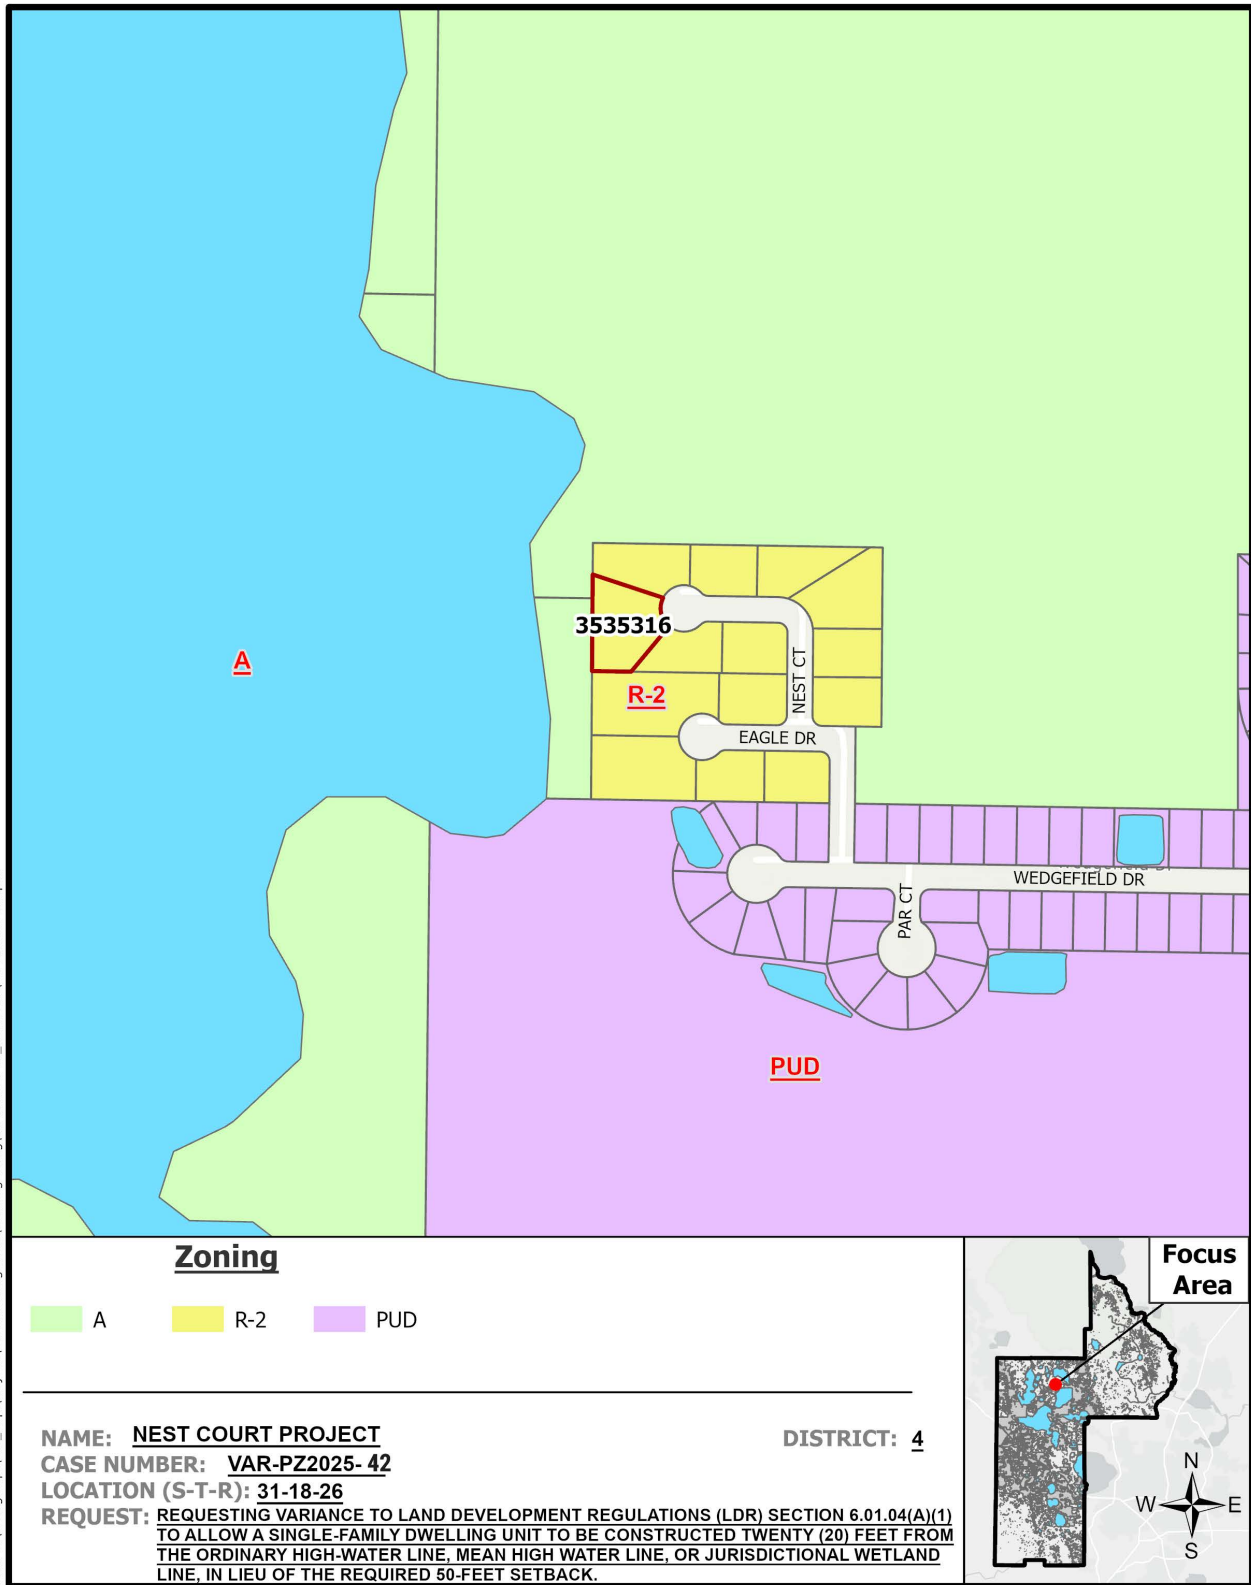 3535316
A
R-2
NEST CT
EAGLE DR
WEDGEFIELD DR
PAR CT
PUD
Zoning
A
R-2
PUD
Focus
Area
NAME: NEST COURT PROJECT
DISTRICT: 4
CASE NUMBER: VAR-PZ2025- 42
LOCATION (S-T-R): 31-18-26
REQUEST: REQUESTING VARIANCE TO LAND DEVELOPMENT REGULATIONS (LDR) SECTION 6.01.04(A)(1)
TO ALLOW A SINGLE-FAMILY DWELLING UNIT TO BE CONSTRUCTED TWENTY (20) FEET FROM
THE ORDINARY HIGH-WATER LINE, MEAN HIGH WATER LINE, OR JURISDICTIONAL WETLAND
LINE, IN LIEU OF THE REQUIRED 50-FEET SETBACK.
N
W E
S